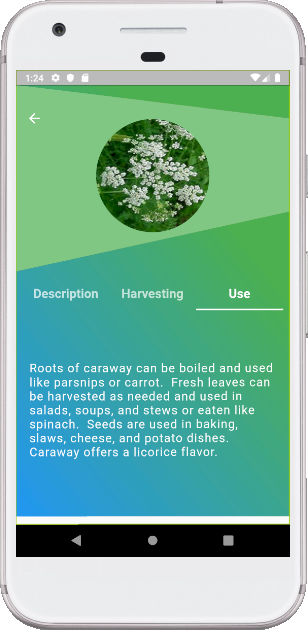 1:24
Description Harvesting Use
Roots of caraway can be boiled and used
like parsnips or carrot.  Fresh leaves can
be harvested as needed and used in
salads, soups, and stews or eaten like
spinach.  Seeds are used in baking,
slaws, cheese, and potato dishes.
Caraway offers a licorice flavor.